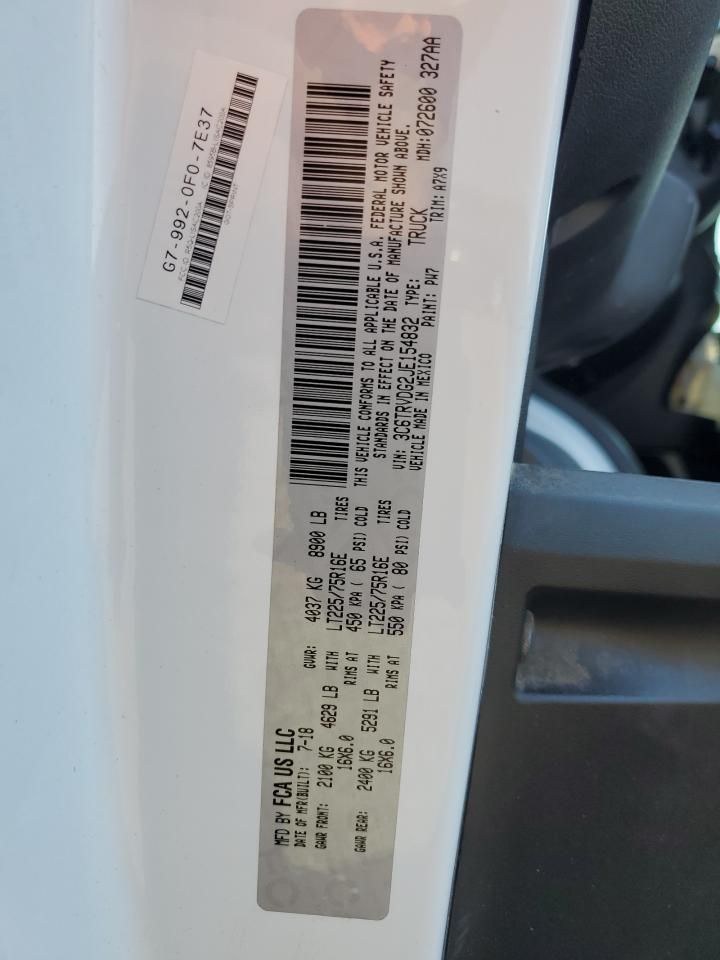 MFD BY FCA US LLC
DATE OF MFR(BUILT): 7-18 GVWR: 4037 KG 8900 LB
GAWR FRONT: 2100 KG 4629 LB WITH LT225/75R16E TIRES
16X6.0 RIMS AT 450 KPA ( 65 PSI) COLD
GAWR REAR: 2400 KG 5291 LB WITH LT225/75R16E TIRES
16X6.0 RIMS AT 550 KPA ( 80 PSI) COLD
THIS VEHICLE CONFORMS TO ALL APPLICABLE U.S.A. FEDERAL MOTOR VEHICLE SAFETY
STANDARDS IN EFFECT ON THE DATE OF MANUFACTURE SHOWN ABOVE.
VIN: 3C6TRVDG2JE154832 TYPE: TRUCK MDH:072600 327AA
VEHICLE MADE IN MEXICO PAINT: PW7 TRIM: A7X9
G7-992-0F0-7E37